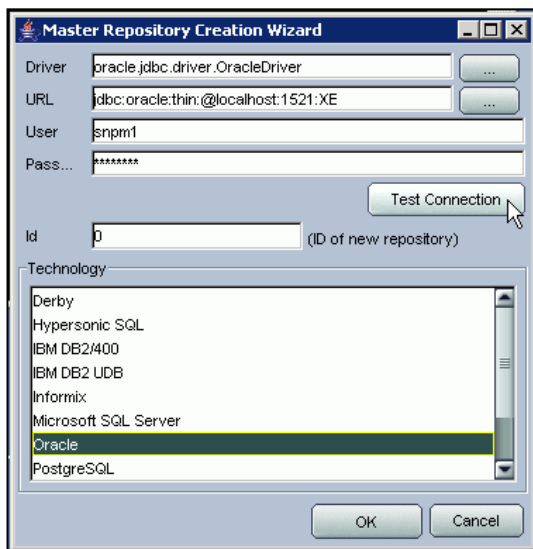 Master Repository Creation Wizard
Driver oracle.jdbc.driver.OracleDriver ...
URL jdbc:oracle:thin:@localhost:1521:XE ...
User snpm1
Pass... ********
Test Connection
Id 0 (ID of new repository)
Technology
Derby
Hypersonic SQL
IBM DB2/400
IBM DB2 UDB
Informix
Microsoft SQL Server
Oracle
PostgreSQL
OK Cancel